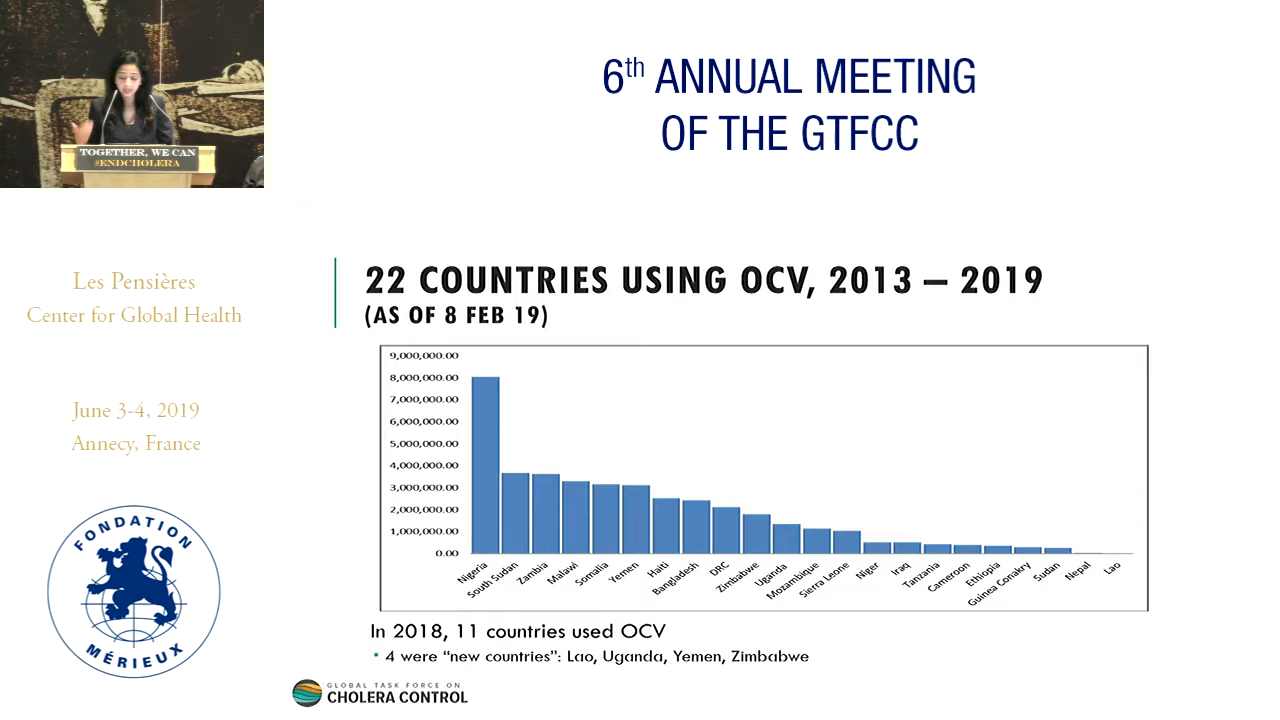 6th ANNUAL MEETING
OF THE GTFCC
TOGETHER, WE CAN
#ENDCHOLERA
Les Pensières
Center for Global Health
June 3-4, 2019
Annecy, France
FONDATION
MÉRIEUX
22 COUNTRIES USING OCV, 2013 – 2019
(AS OF 8 FEB 19)
9,000,000.00
8,000,000.00
7,000,000.00
6,000,000.00
5,000,000.00
4,000,000.00
3,000,000.00
2,000,000.00
1,000,000.00
0.00
Nigeria
South Sudan
Zambia
Malawi
Somalia
Yemen
Haiti
Bangladesh
DRC
Zimbabwe
Uganda
Mozambique
Sierra Leone
Niger
Iraq
Tanzania
Cameroon
Ethiopia
Guinea Conakry
Sudan
Nepal
Lao
In 2018, 11 countries used OCV
• 4 were “new countries”: Lao, Uganda, Yemen, Zimbabwe
GLOBAL TASK FORCE ON
CHOLERA CONTROL